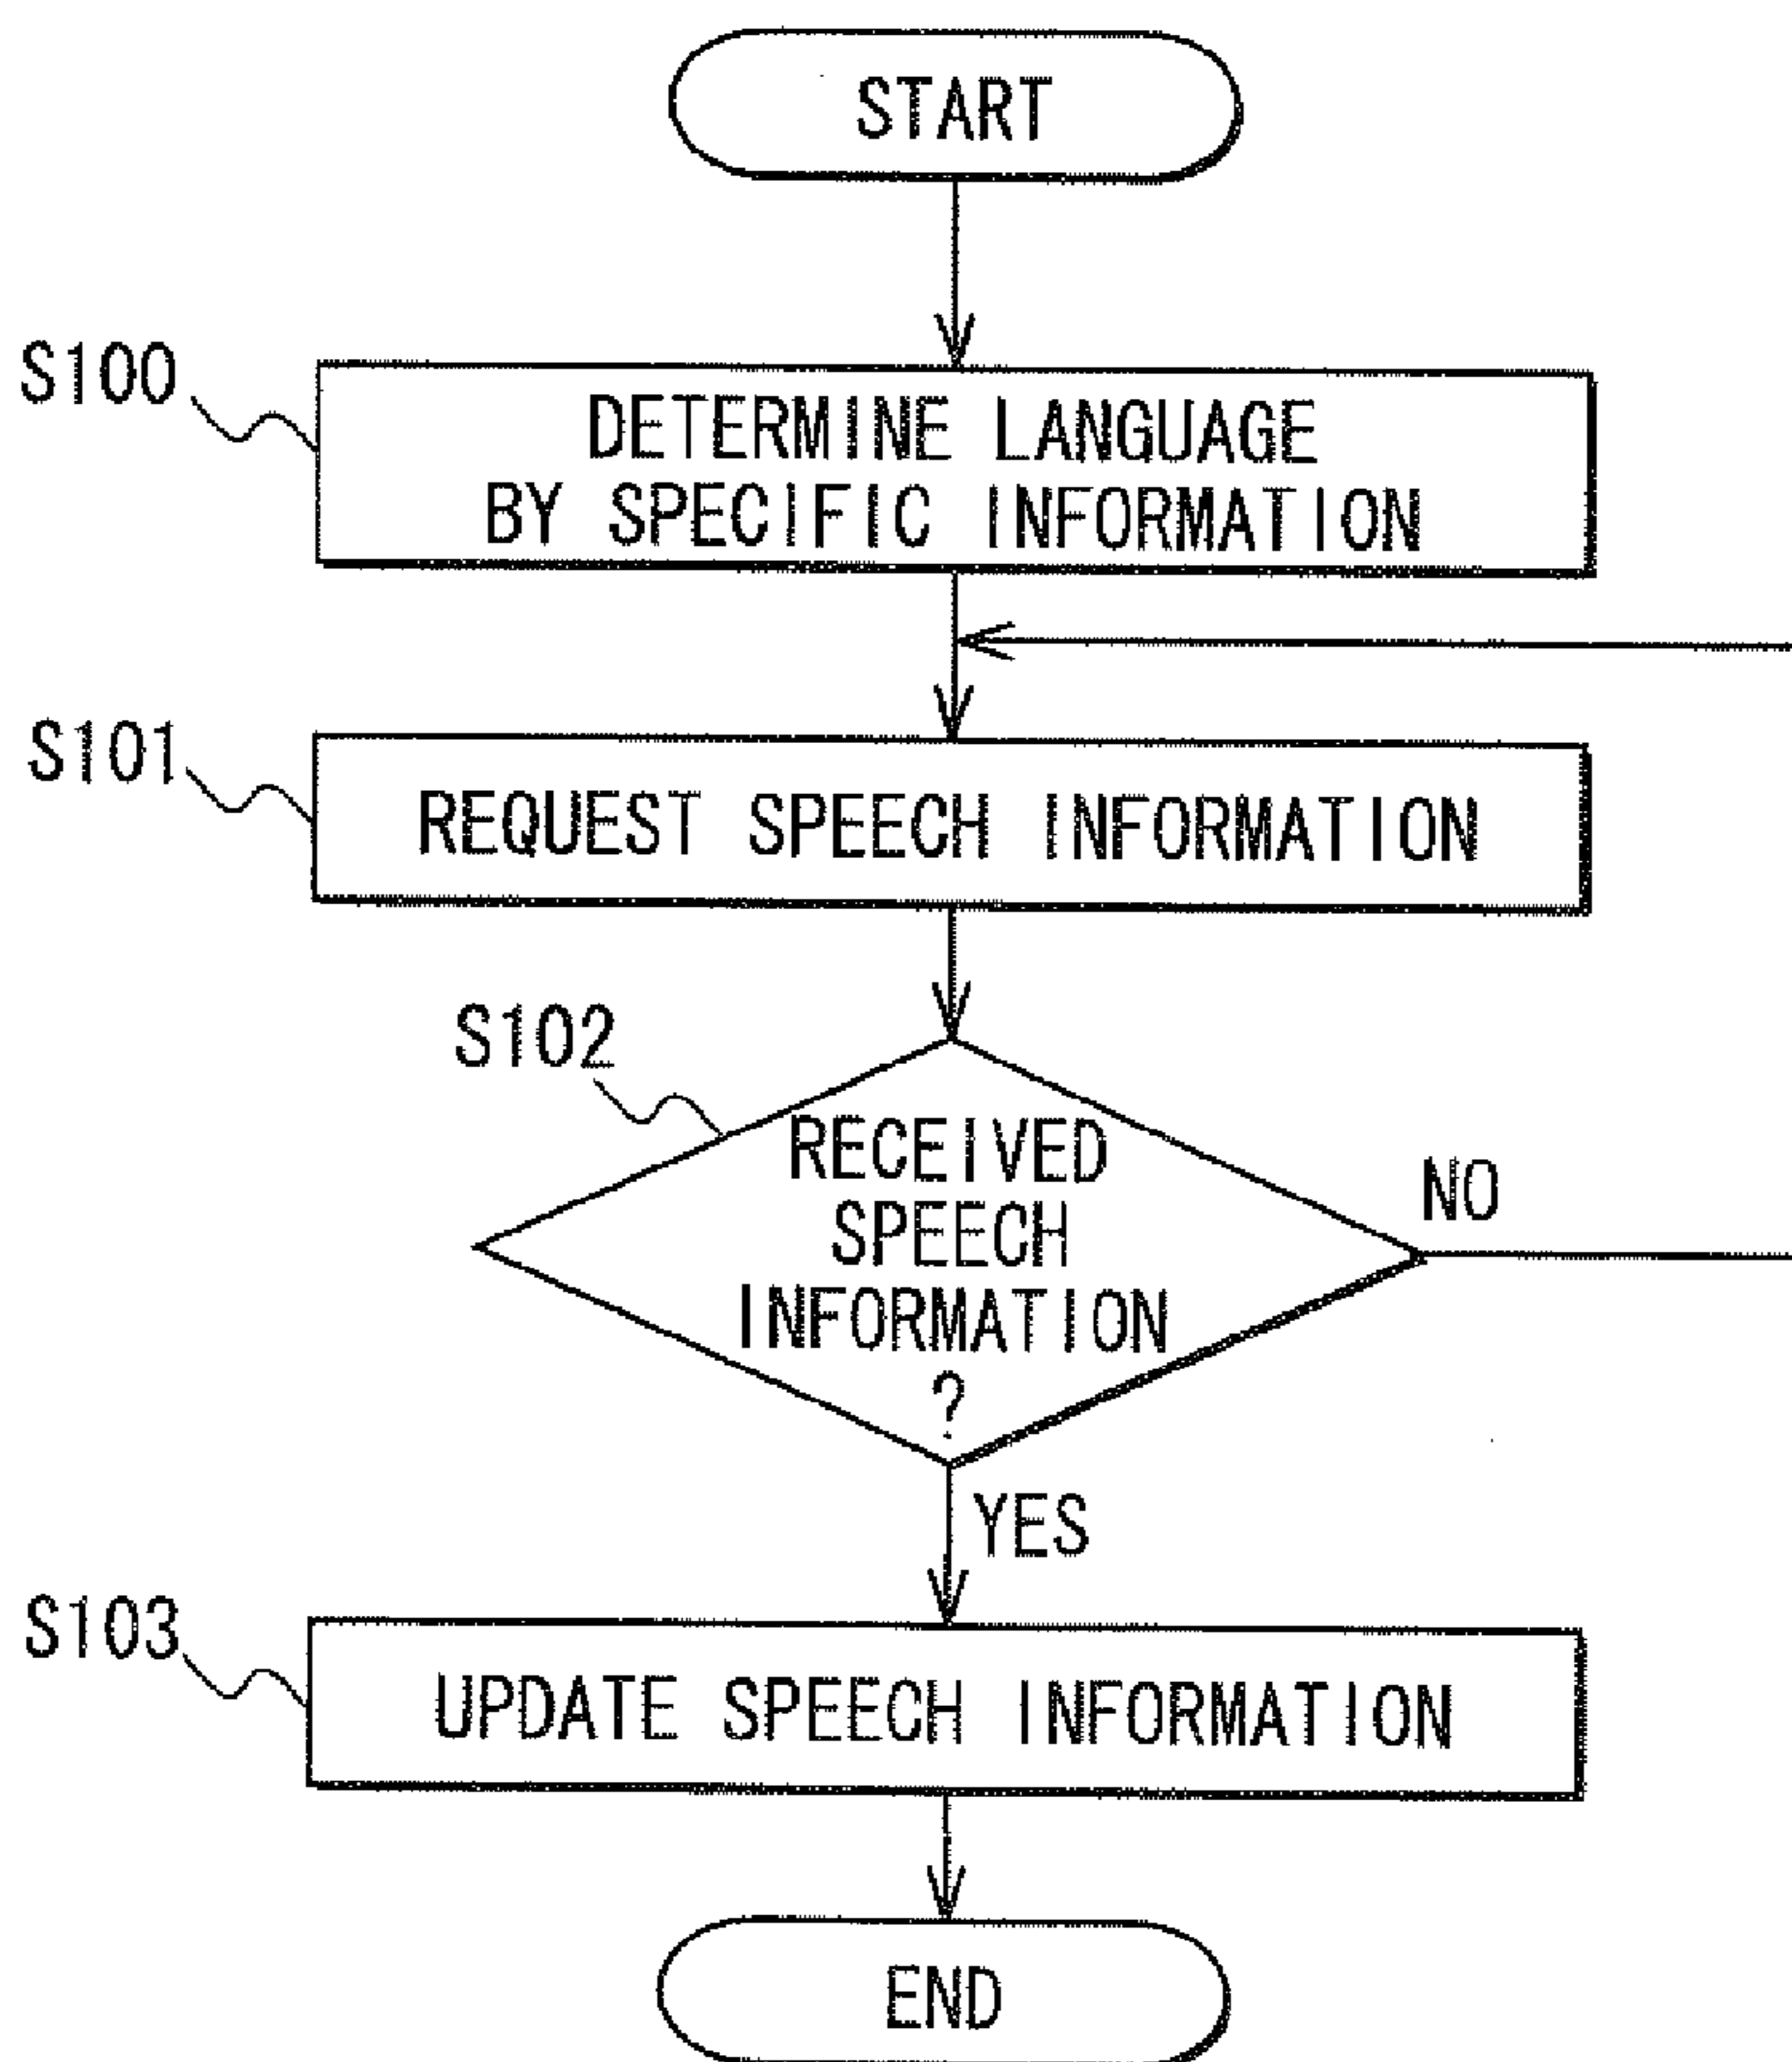 START
S100
DETERMINE LANGUAGE
BY SPECIFIC INFORMATION
S101
REQUEST SPEECH INFORMATION
S102
RECEIVED
SPEECH
INFORMATION
?
NO
YES
S103
UPDATE SPEECH INFORMATION
END